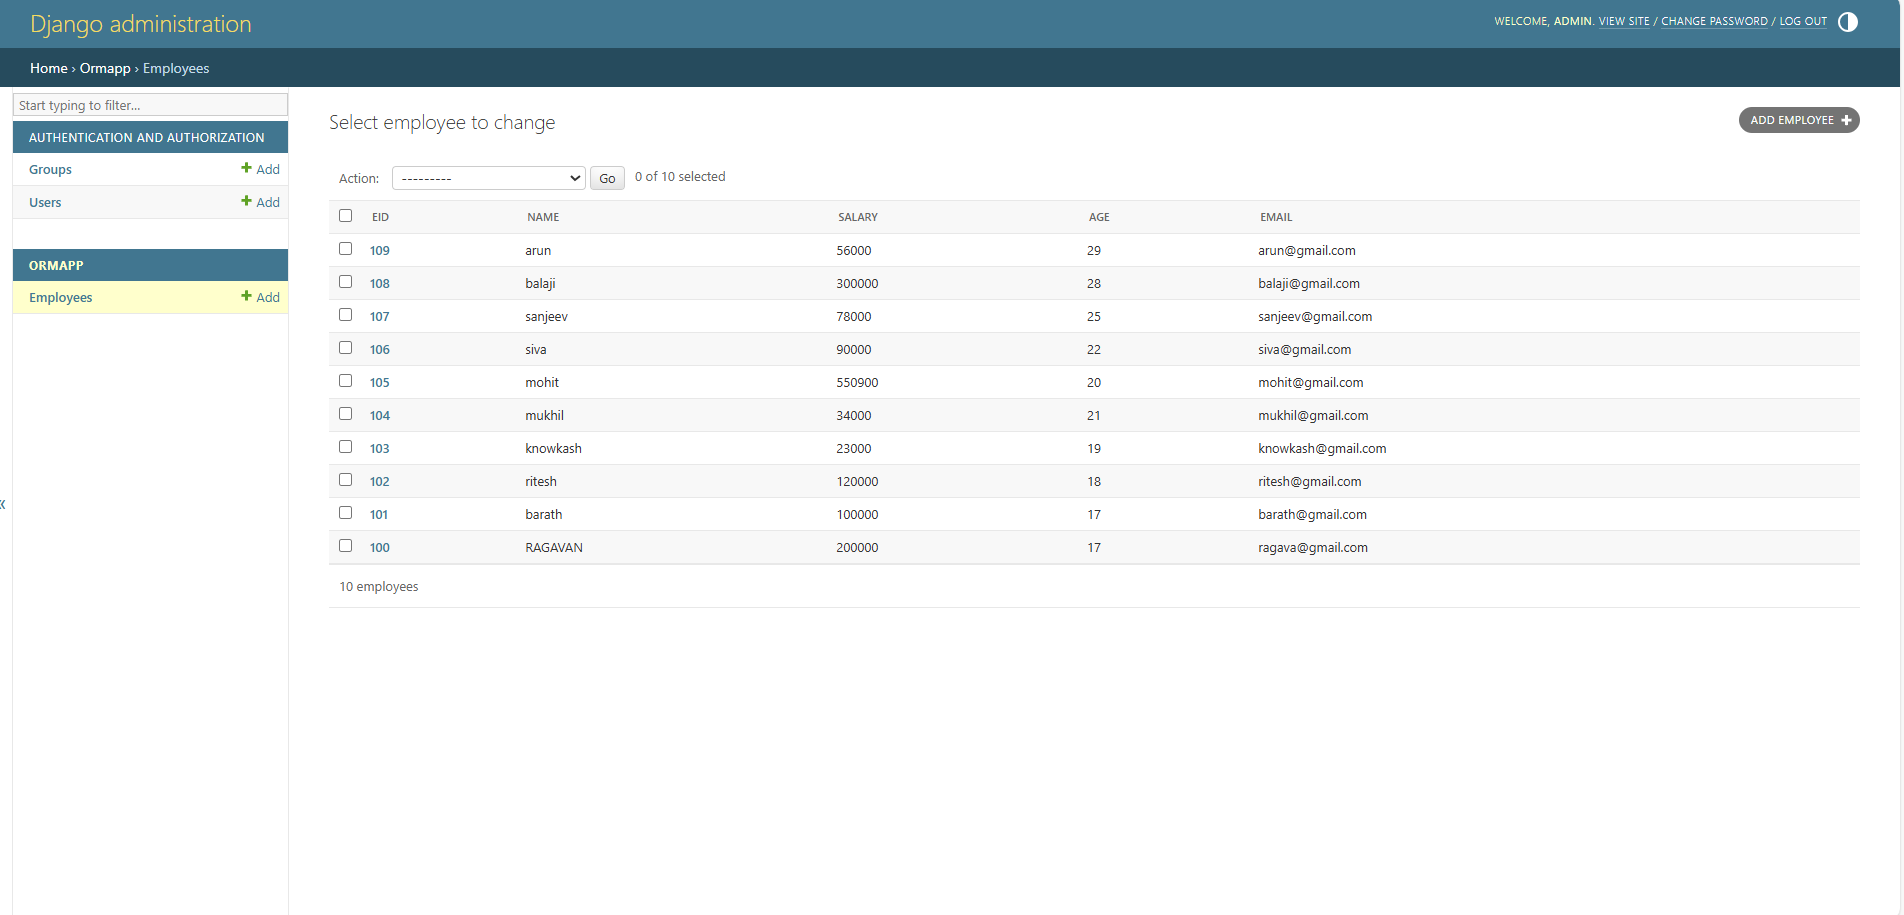 Django administration
WELCOME, ADMIN. VIEW SITE / CHANGE PASSWORD / LOG OUT
Home › Ormapp › Employees
Start typing to filter...
AUTHENTICATION AND AUTHORIZATION
Groups + Add
Users + Add
ORMAPP
Employees + Add
«
Select employee to change
ADD EMPLOYEE +
Action: --------- Go 0 of 10 selected
EID NAME SALARY AGE EMAIL
109 arun 56000 29 arun@gmail.com
108 balaji 300000 28 balaji@gmail.com
107 sanjeev 78000 25 sanjeev@gmail.com
106 siva 90000 22 siva@gmail.com
105 mohit 550900 20 mohit@gmail.com
104 mukhil 34000 21 mukhil@gmail.com
103 knowkash 23000 19 knowkash@gmail.com
102 ritesh 120000 18 ritesh@gmail.com
101 barath 100000 17 barath@gmail.com
100 RAGAVAN 200000 17 ragava@gmail.com
10 employees